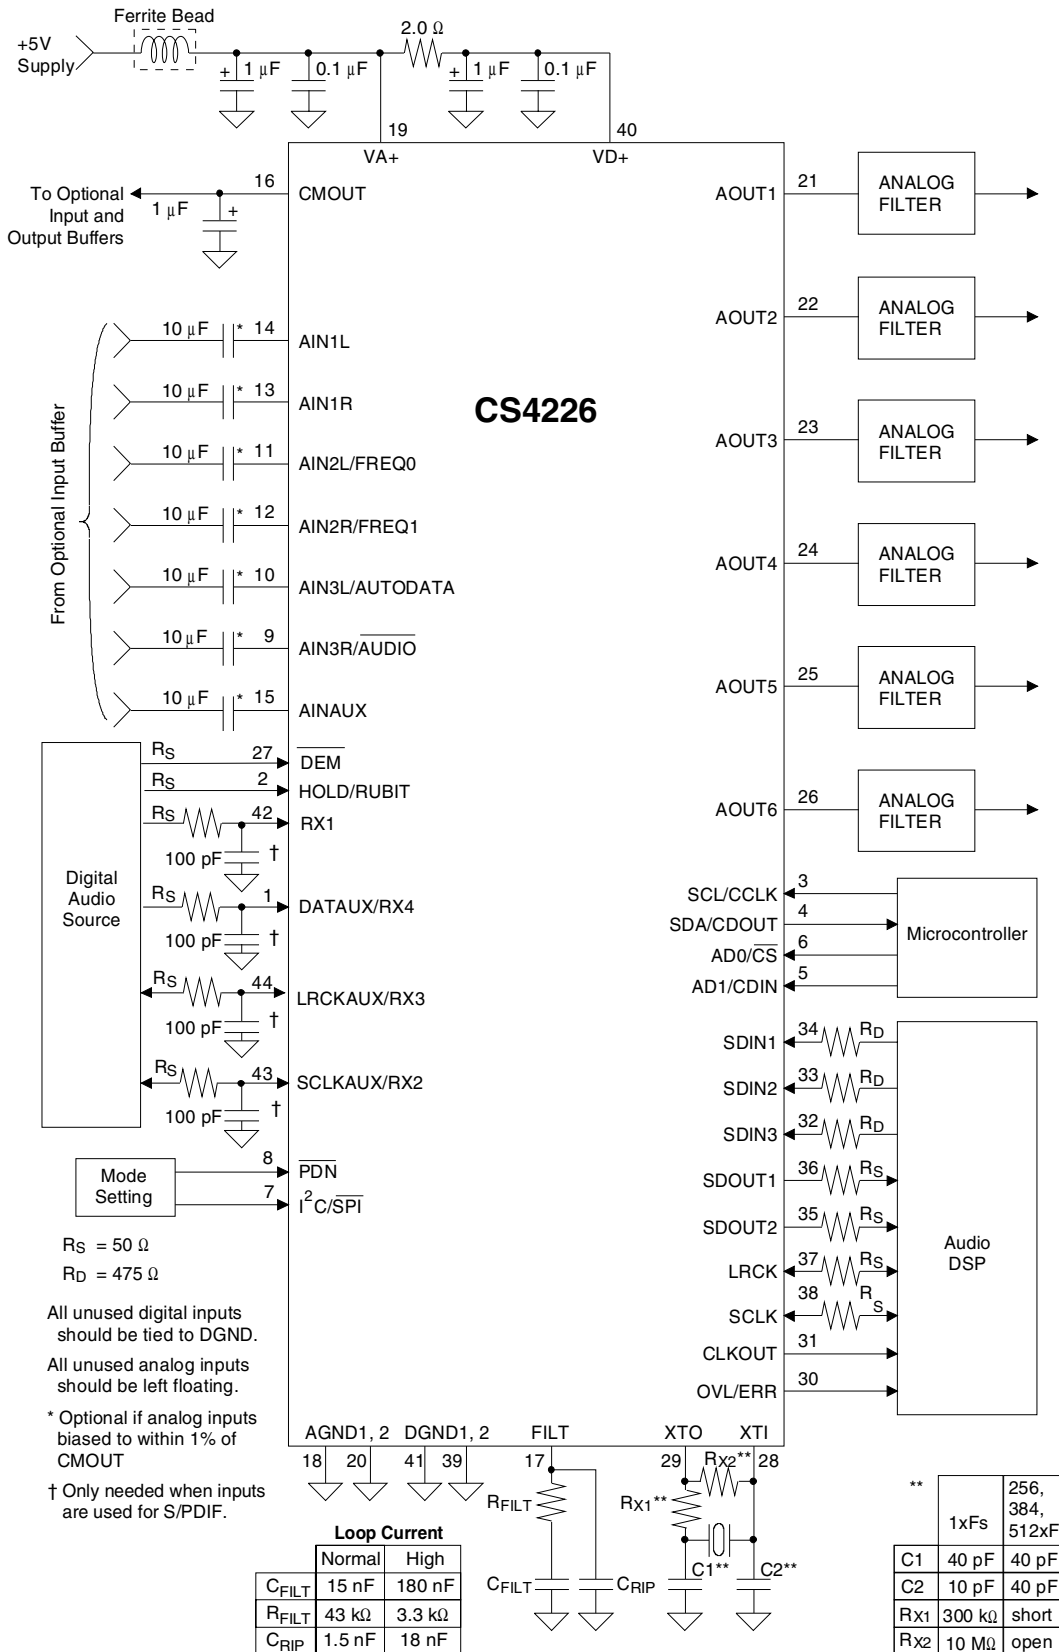 Ferrite Bead
+5V
Supply
2.0 Ω
+ 1 µF
0.1 µF
+ 1 µF
0.1 µF
19
40
VA+
VD+
To Optional
Input and
Output Buffers
1 µF
+
16
CMOUT
From Optional Input Buffer
10 µF * 14 AIN1L
10 µF * 13 AIN1R
10 µF * 11 AIN2L/FREQ0
10 µF * 12 AIN2R/FREQ1
10 µF * 10 AIN3L/AUTODATA
10 µF * 9 AIN3R/AUDIO
10 µF * 15 AINAUX
CS4226
AOUT1 21 ANALOG
FILTER
AOUT2 22 ANALOG
FILTER
AOUT3 23 ANALOG
FILTER
AOUT4 24 ANALOG
FILTER
AOUT5 25 ANALOG
FILTER
AOUT6 26 ANALOG
FILTER
Digital
Audio
Source
RS 27 DEM
RS 2 HOLD/RUBIT
RS 42 RX1
100 pF †
RS 1 DATAUX/RX4
100 pF †
RS 44 LRCKAUX/RX3
100 pF †
RS 43 SCLKAUX/RX2
100 pF †
Mode
Setting
8 PDN
7 I2C/SPI
SCL/CCLK 3
SDA/CDOUT 4
AD0/CS 6
AD1/CDIN 5
Microcontroller
SDIN1 34 RD
SDIN2 33 RD
SDIN3 32 RD
SDOUT1 36 RS
SDOUT2 35 RS
LRCK 37 RS
SCLK 38 RS
CLKOUT 31
OVL/ERR 30
Audio
DSP
RS = 50 Ω
RD = 475 Ω
All unused digital inputs
should be tied to DGND.
All unused analog inputs
should be left floating.
* Optional if analog inputs
biased to within 1% of
CMOUT
† Only needed when inputs
are used for S/PDIF.
AGND1, 2 DGND1, 2 FILT XTO XTI
18 20 41 39 17 29 28
RFILT
CFILT
CRIP
RX1**
RX2**
C1**
C2**
Loop Current
Normal High
CFILT 15 nF 180 nF
RFILT 43 kΩ 3.3 kΩ
CRIP 1.5 nF 18 nF
** 1xFs 256,
384,
512xF
C1 40 pF 40 pF
C2 10 pF 40 pF
RX1 300 kΩ short
RX2 10 MΩ open